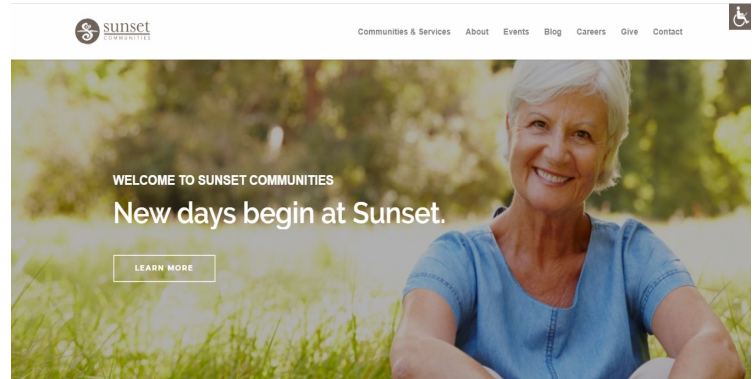 sunset
COMMUNITIES
Communities & Services About Events Blog Careers Give Contact
WELCOME TO SUNSET COMMUNITIES
New days begin at Sunset.
LEARN MORE